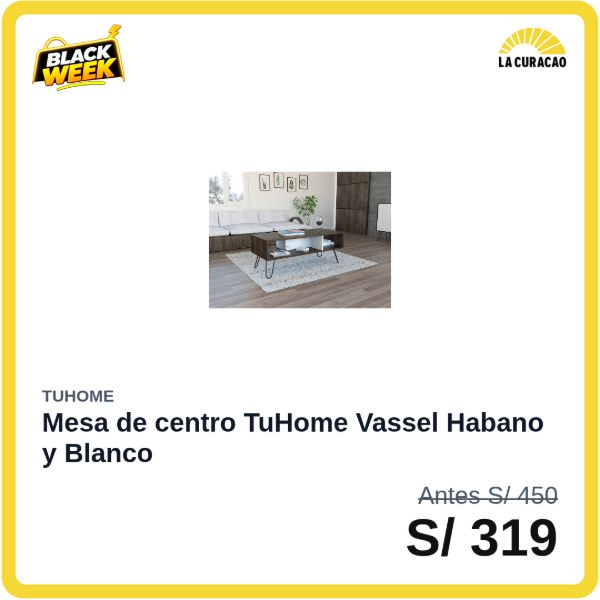 BLACK
WEEK
LA CURACAO
TUHOME
Mesa de centro TuHome Vassel Habano
y Blanco
Antes S/ 450
S/ 319